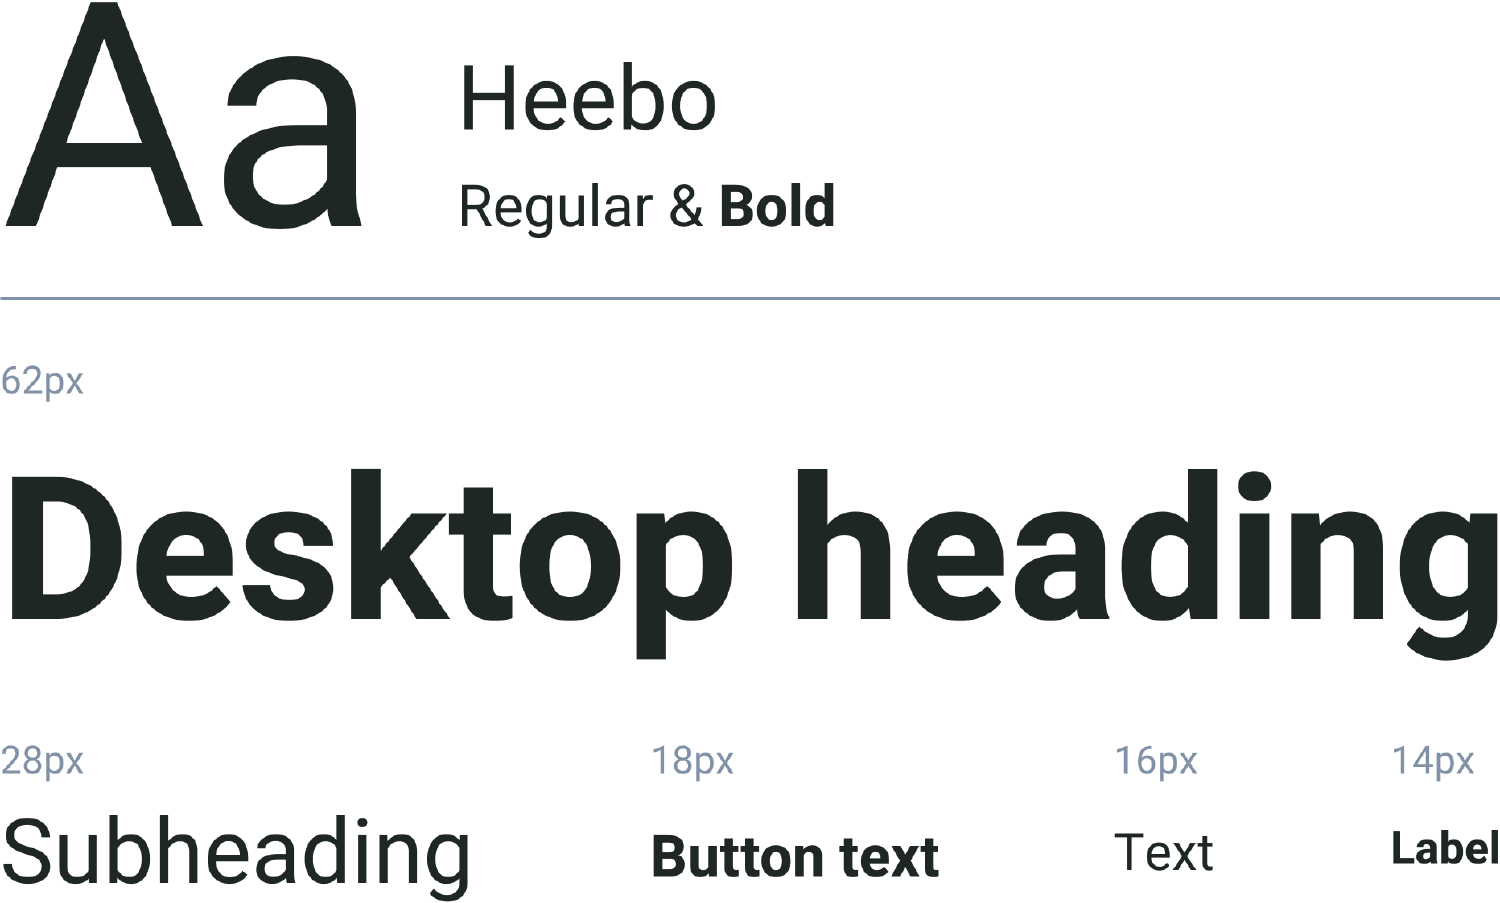 Aa
Heebo
Regular & Bold
62px
Desktop heading
28px
Subheading
18px
Button text
16px
Text
14px
Label